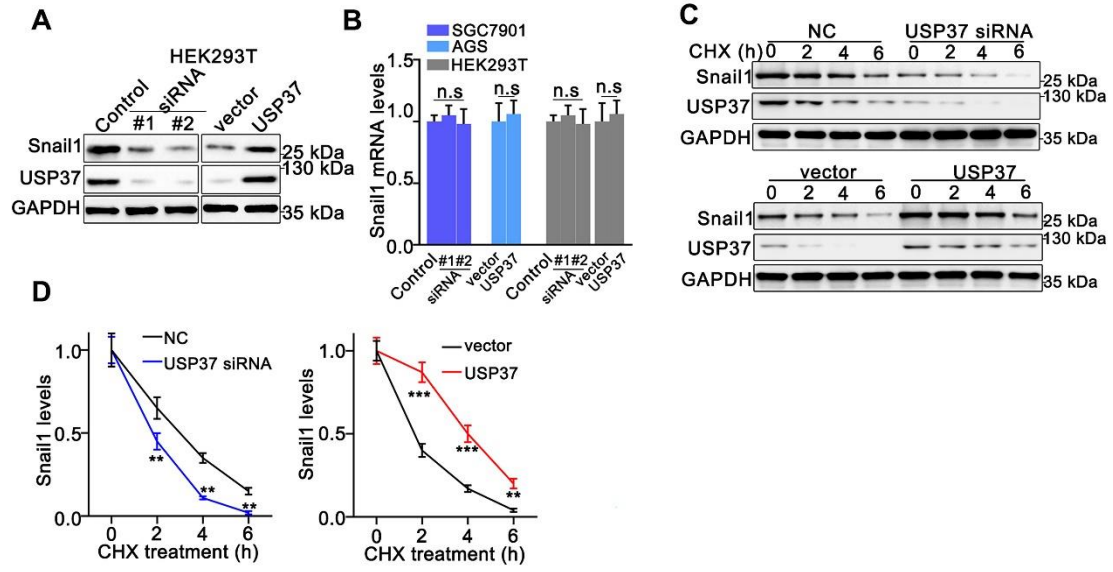 A
HEK293T
Control
siRNA
#1 #2
vector
USP37
Snail1
25 kDa
130 kDa
USP37
GAPDH
35 kDa
B
SGC7901
AGS
HEK293T
n.s n.s n.s n.s
Snail1 mRNA levels
1.5
1.0
0.5
0.0
Control #1#2 siRNA vector USP37 Control #1#2 siRNA vector USP37
C
NC USP37 siRNA
CHX (h) 0 2 4 6 0 2 4 6
Snail1
25 kDa
130 kDa
USP37
GAPDH
35 kDa
vector USP37
0 2 4 6 0 2 4 6
Snail1
25 kDa
130 kDa
USP37
GAPDH
35 kDa
D
NC
USP37 siRNA
Snail1 levels
1.0
0.5
0.0
** ** **
0 2 4 6
CHX treatment (h)
vector
USP37
Snail1 levels
1.0
0.5
0.0
*** *** **
0 2 4 6
CHX treatment (h)